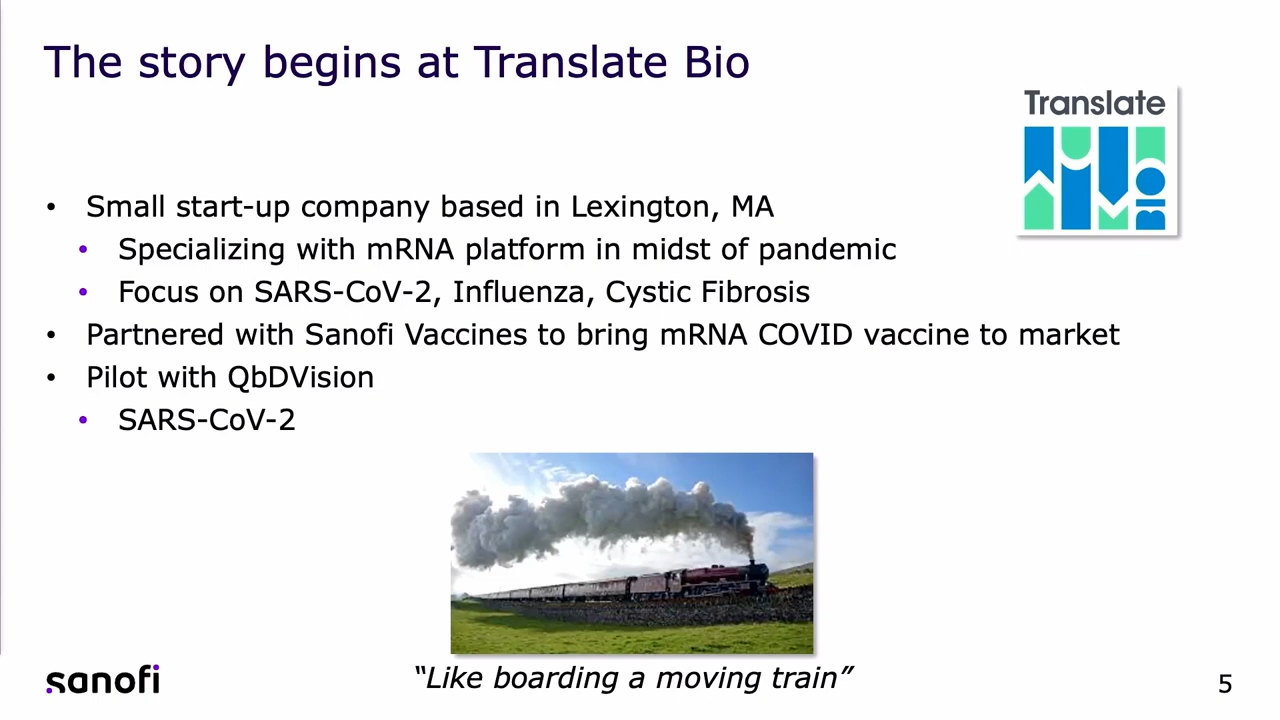 The story begins at Translate Bio
Translate
BIO
• Small start-up company based in Lexington, MA
• Specializing with mRNA platform in midst of pandemic
• Focus on SARS-CoV-2, Influenza, Cystic Fibrosis
• Partnered with Sanofi Vaccines to bring mRNA COVID vaccine to market
• Pilot with QbDVision
• SARS-CoV-2
“Like boarding a moving train”
sanofi
5